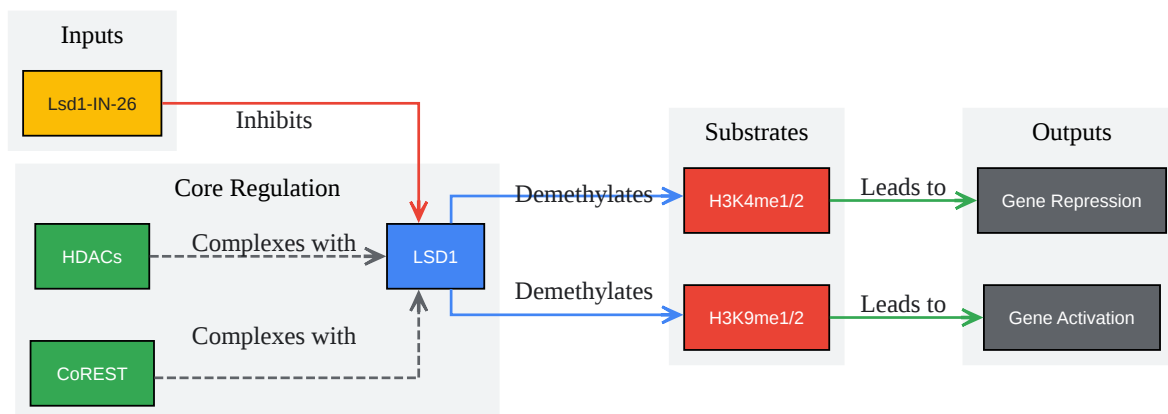 Inputs
Lsd1-IN-26
Inhibits
Core Regulation
HDACs
Complexes with
LSD1
CoREST
Complexes with
Demethylates
Demethylates
Substrates
H3K4me1/2
H3K9me1/2
Leads to
Leads to
Outputs
Gene Repression
Gene Activation